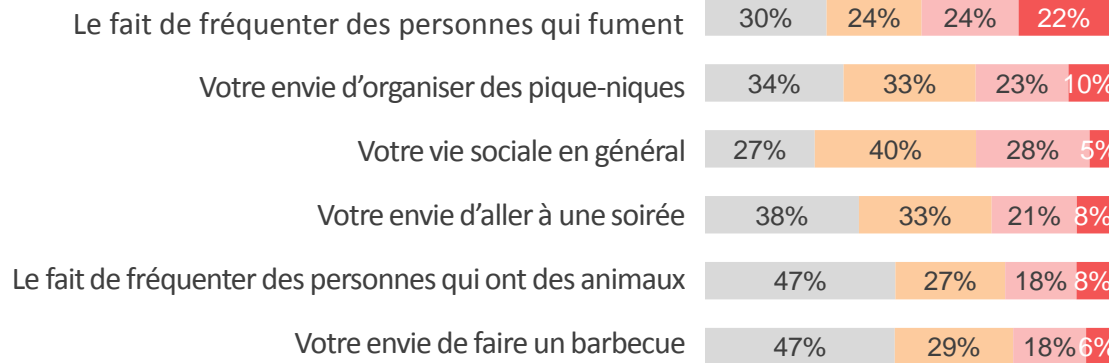 Le fait de fréquenter des personnes qui fument 30% 24% 24% 22%
Votre envie d'organiser des pique-niques 34% 33% 23% 10%
Votre vie sociale en général 27% 40% 28% 5%
Votre envie d'aller à une soirée 38% 33% 21% 8%
Le fait de fréquenter des personnes qui ont des animaux 47% 27% 18% 8%
Votre envie de faire un barbecue 47% 29% 18% 6%